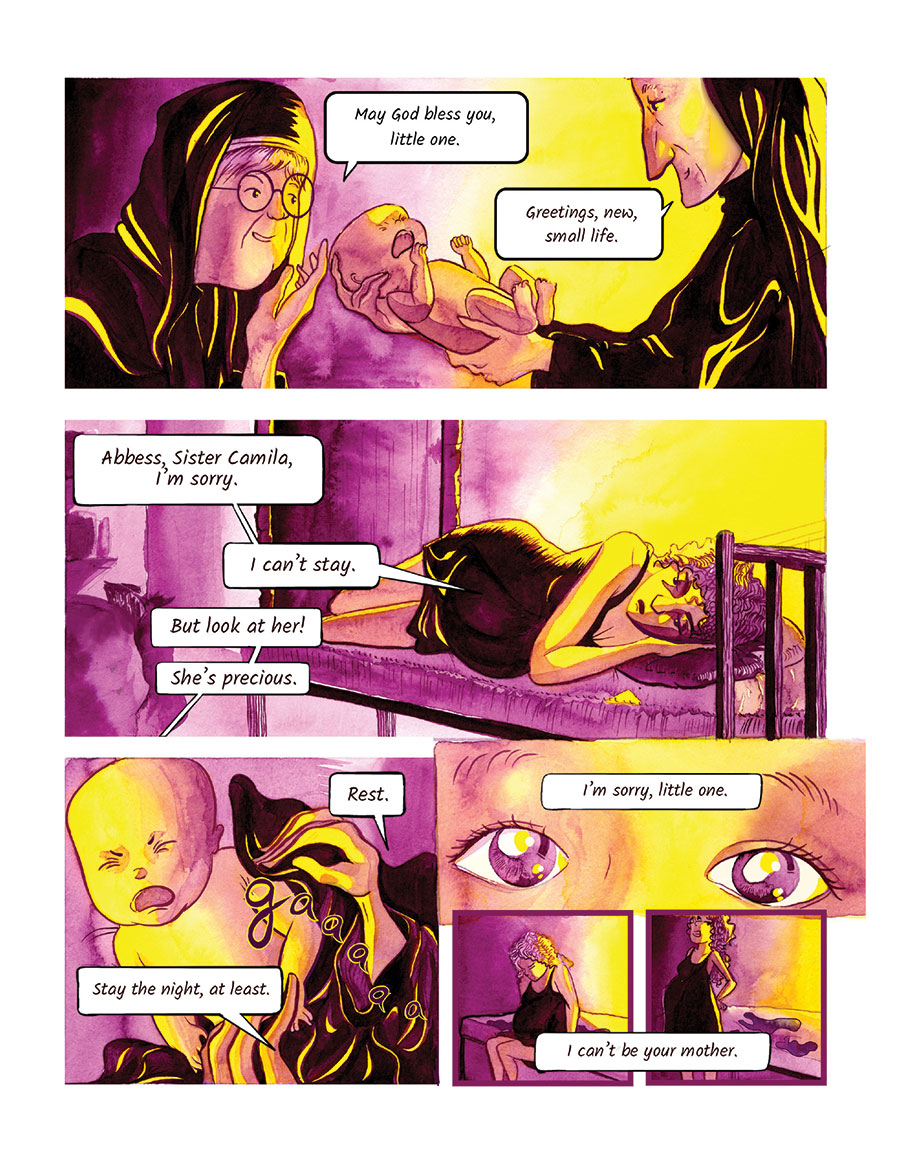 May God bless you,
little one.
Greetings, new,
small life.
Abbess, Sister Camila,
I'm sorry.
I can't stay.
But look at her!
She's precious.
Rest.
gaaaaaa
Stay the night, at least.
I'm sorry, little one.
I can't be your mother.